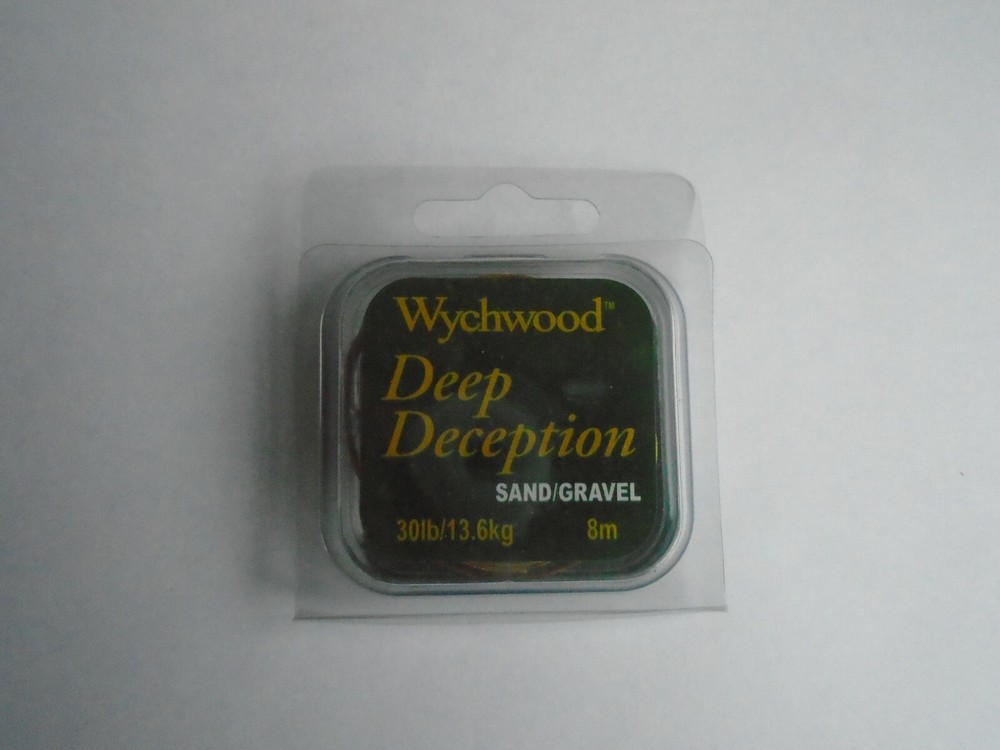 Wychwood™
Deep
Deception
SAND/GRAVEL
30lb/13.6kg 8m